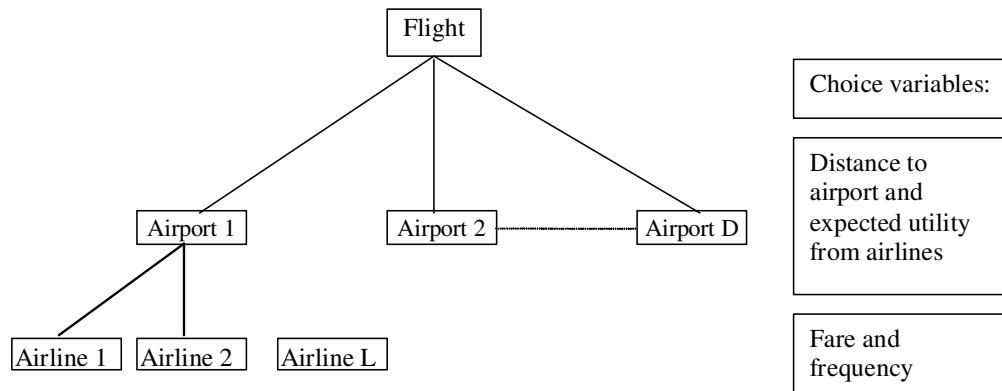 Flight
Choice variables:
Distance to
airport and
expected utility
from airlines
Airport 1
Airport 2
Airport D
Airline 1
Airline 2
Airline L
Fare and
frequency